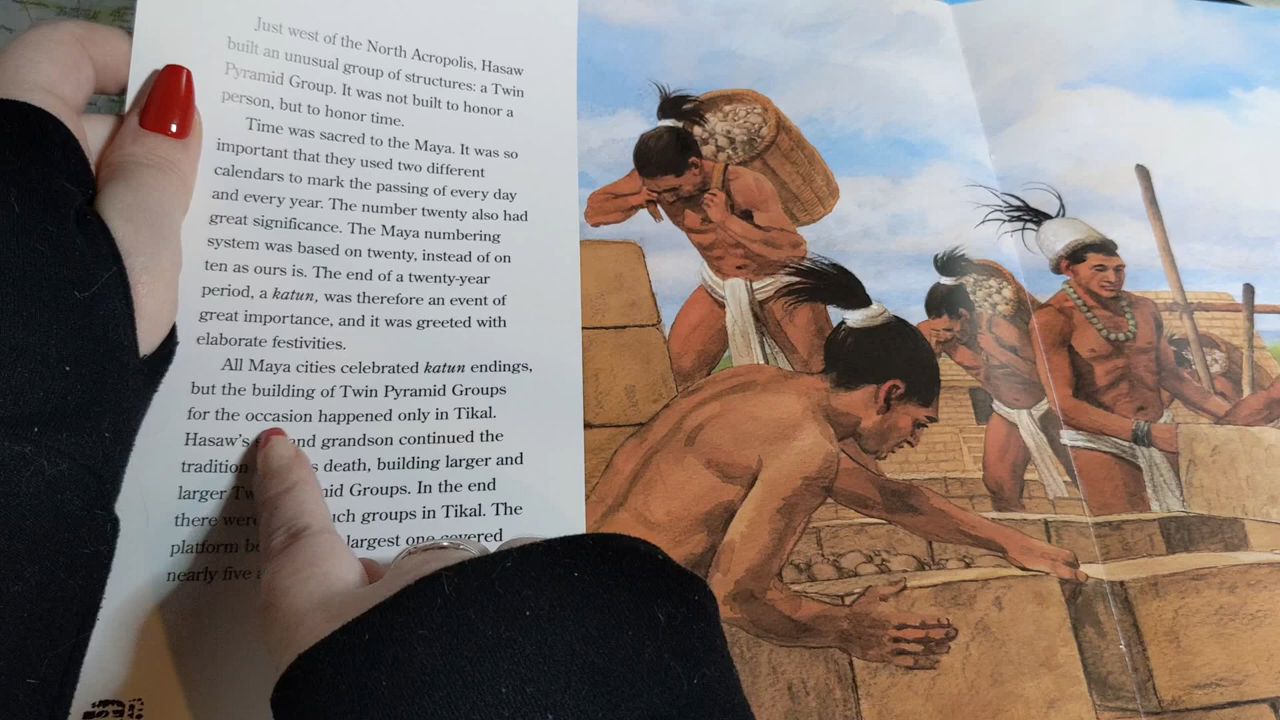 Just west of the North Acropolis, Hasaw
built an unusual group of structures: a Twin
Pyramid Group. It was not built to honor a
person, but to honor time.
Time was sacred to the Maya. It was so
important that they used two different
calendars to mark the passing of every day
and every year. The number twenty also had
great significance. The Maya numbering
system was based on twenty, instead of on
ten as ours is. The end of a twenty-year
period, a katun, was therefore an event of
great importance, and it was greeted with
elaborate festivities.
All Maya cities celebrated katun endings,
but the building of Twin Pyramid Groups
for the occasion happened only in Tikal.
Hasaw's and grandson continued the
tradition death, building larger and
larger Groups. In the end
there were groups in Tikal. The
platform largest one covered
nearly five